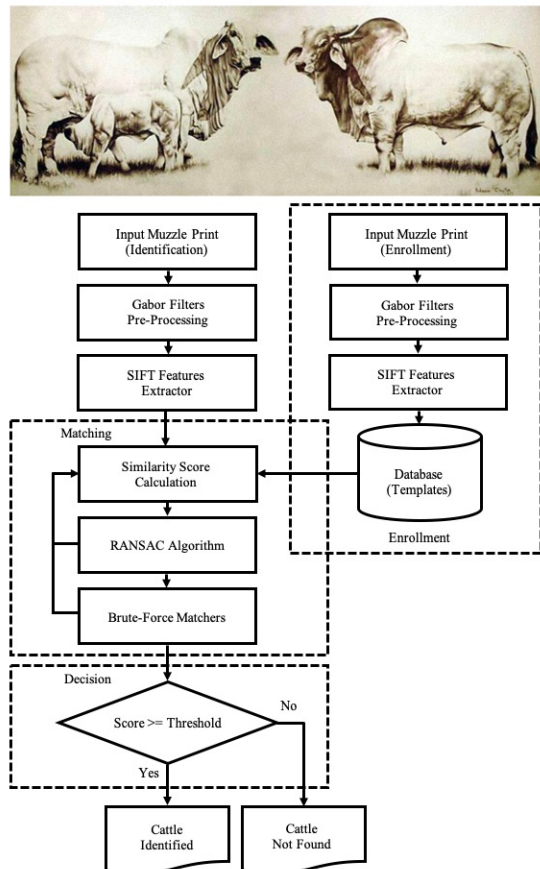 Input Muzzle Print
(Identification)
Gabor Filters
Pre-Processing
SIFT Features
Extractor
Input Muzzle Print
(Enrollment)
Gabor Filters
Pre-Processing
SIFT Features
Extractor
Database
(Templates)
Enrollment
Matching
Similarity Score
Calculation
RANSAC Algorithm
Brute-Force Matchers
Decision
Score >= Threshold
No
Yes
Cattle
Identified
Cattle
Not Found